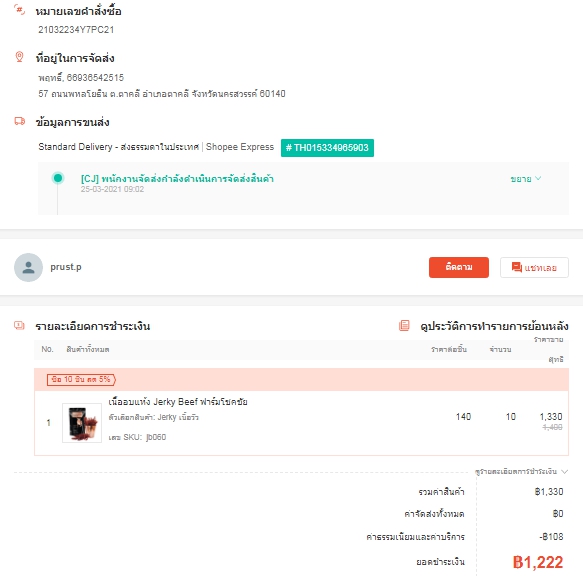 หมายเลขคำสั่งซื้อ
21032234Y7PC21
ที่อยู่ในการจัดส่ง
พฤทธิ์, 66936542515
57 ถนนพหลโยธิน ต.ตาคลี อำเภอตาคลี จังหวัดนครสวรรค์ 60140
ข้อมูลการขนส่ง
Standard Delivery - ส่งธรรมดาในประเทศ | Shopee Express # TH015334965903
[CJ] พนักงานจัดส่งกำลังดำเนินการจัดส่งสินค้า ขยาย
25-03-2021 09:02
prust.p ติดตาม แชทเลย
รายละเอียดการชำระเงิน ดูประวัติการทำรายการย้อนหลัง
No. สินค้าทั้งหมด ราคาต่อชิ้น จำนวน ราคาขายสุทธิ
ซื้อ 10 ชิ้น ลด 5%
เนื้ออบแห้ง Jerky Beef ฟาร์มโชคชัย
1 ตัวเลือกสินค้า: Jerky เนื้อวัว 140 10 1,330
1,400
เลข SKU: jb060
ดูรายละเอียดการชำระเงิน
รวมค่าสินค้า ฿1,330
ค่าจัดส่งทั้งหมด ฿0
ค่าธรรมเนียมและค่าบริการ -฿108
ยอดชำระเงิน ฿1,222